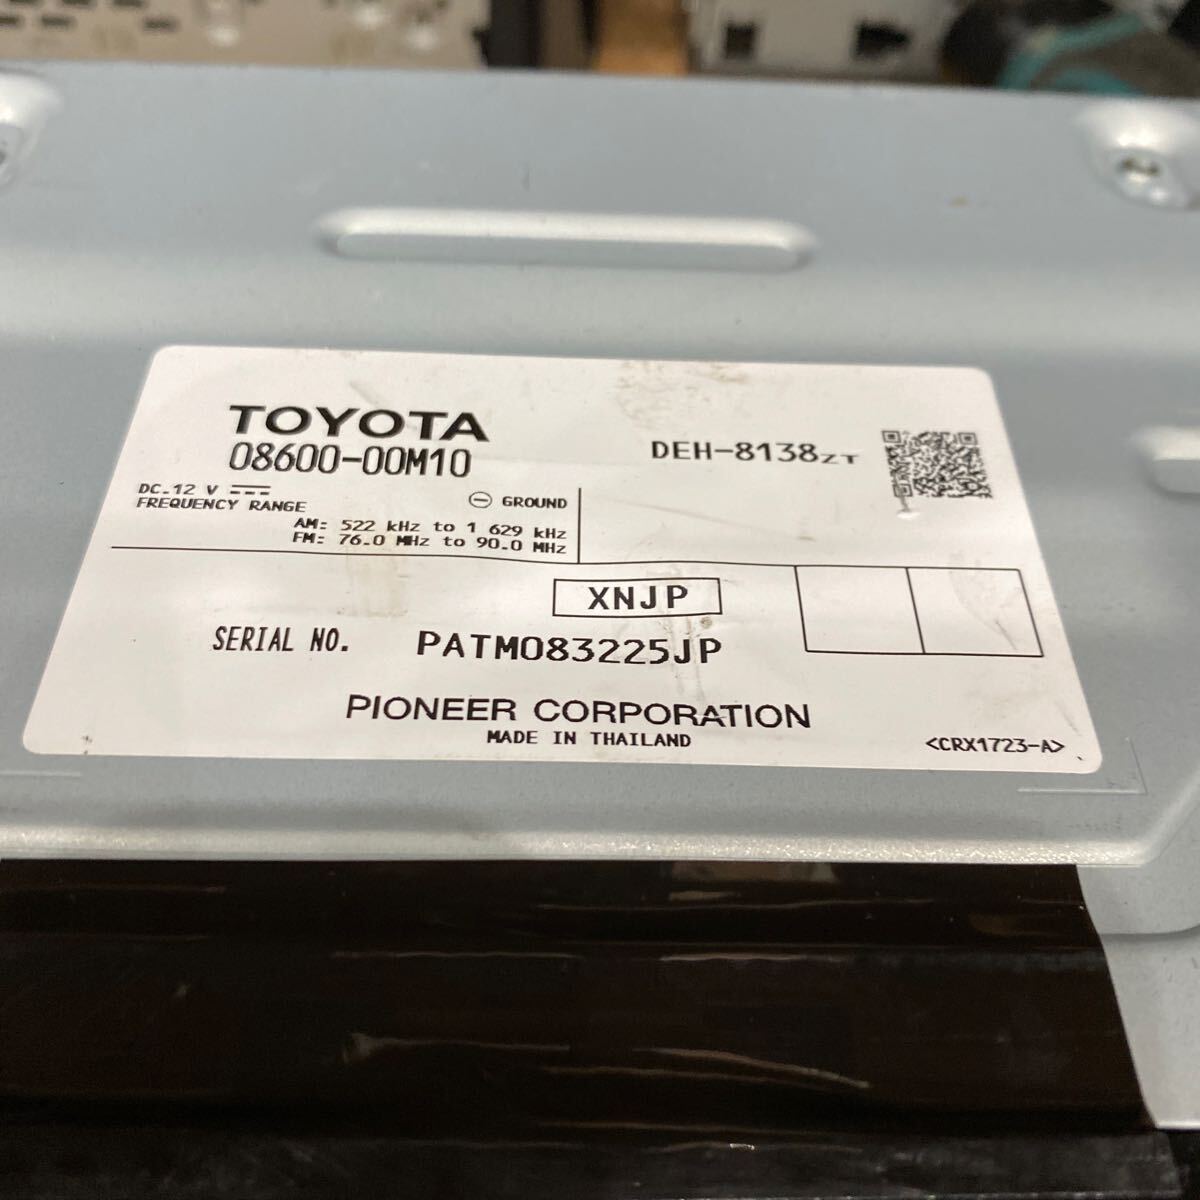 TOYOTA
08600-00M10
DEH-8138ZT
DC.12 V
GROUND
FREQUENCY RANGE
AM: 522 kHz to 1 629 kHz
FM: 76.0 MHz to 90.0 MHz
XNJP
SERIAL NO. PATM083225JP
PIONEER CORPORATION
MADE IN THAILAND
<CRX1723-A>